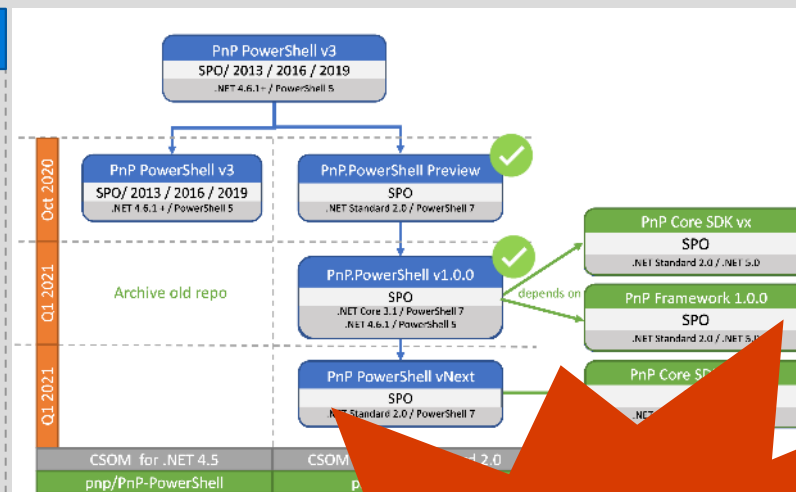 PnP PowerShell v3
SPO/ 2013 / 2016 / 2019
.NET 4.6.1+ / PowerShell 5
Oct 2020
PnP PowerShell v3
SPO/ 2013 / 2016 / 2019
.NET 4.6.1 + / PowerShell 5
PnP.PowerShell Preview
SPO
.NET Standard 2.0 / PowerShell 7
PnP Core SDK vx
SPO
.NET Standard 2.0 / .NET 5.0
Q1 2021
Archive old repo
PnP.PowerShell v1.0.0
SPO
.NET Core 3.1 / PowerShell 7
.NET 4.6.1 / PowerShell 5
depends on
PnP Framework 1.0.0
SPO
.NET Standard 2.0 / .NET 5.0
Q1 2021
PnP PowerShell vNext
SPO
.NET Standard 2.0 / PowerShell 7
PnP Core
CSOM for .NET 4.5
CSOM
2.0
pnp/PnP-PowerShell